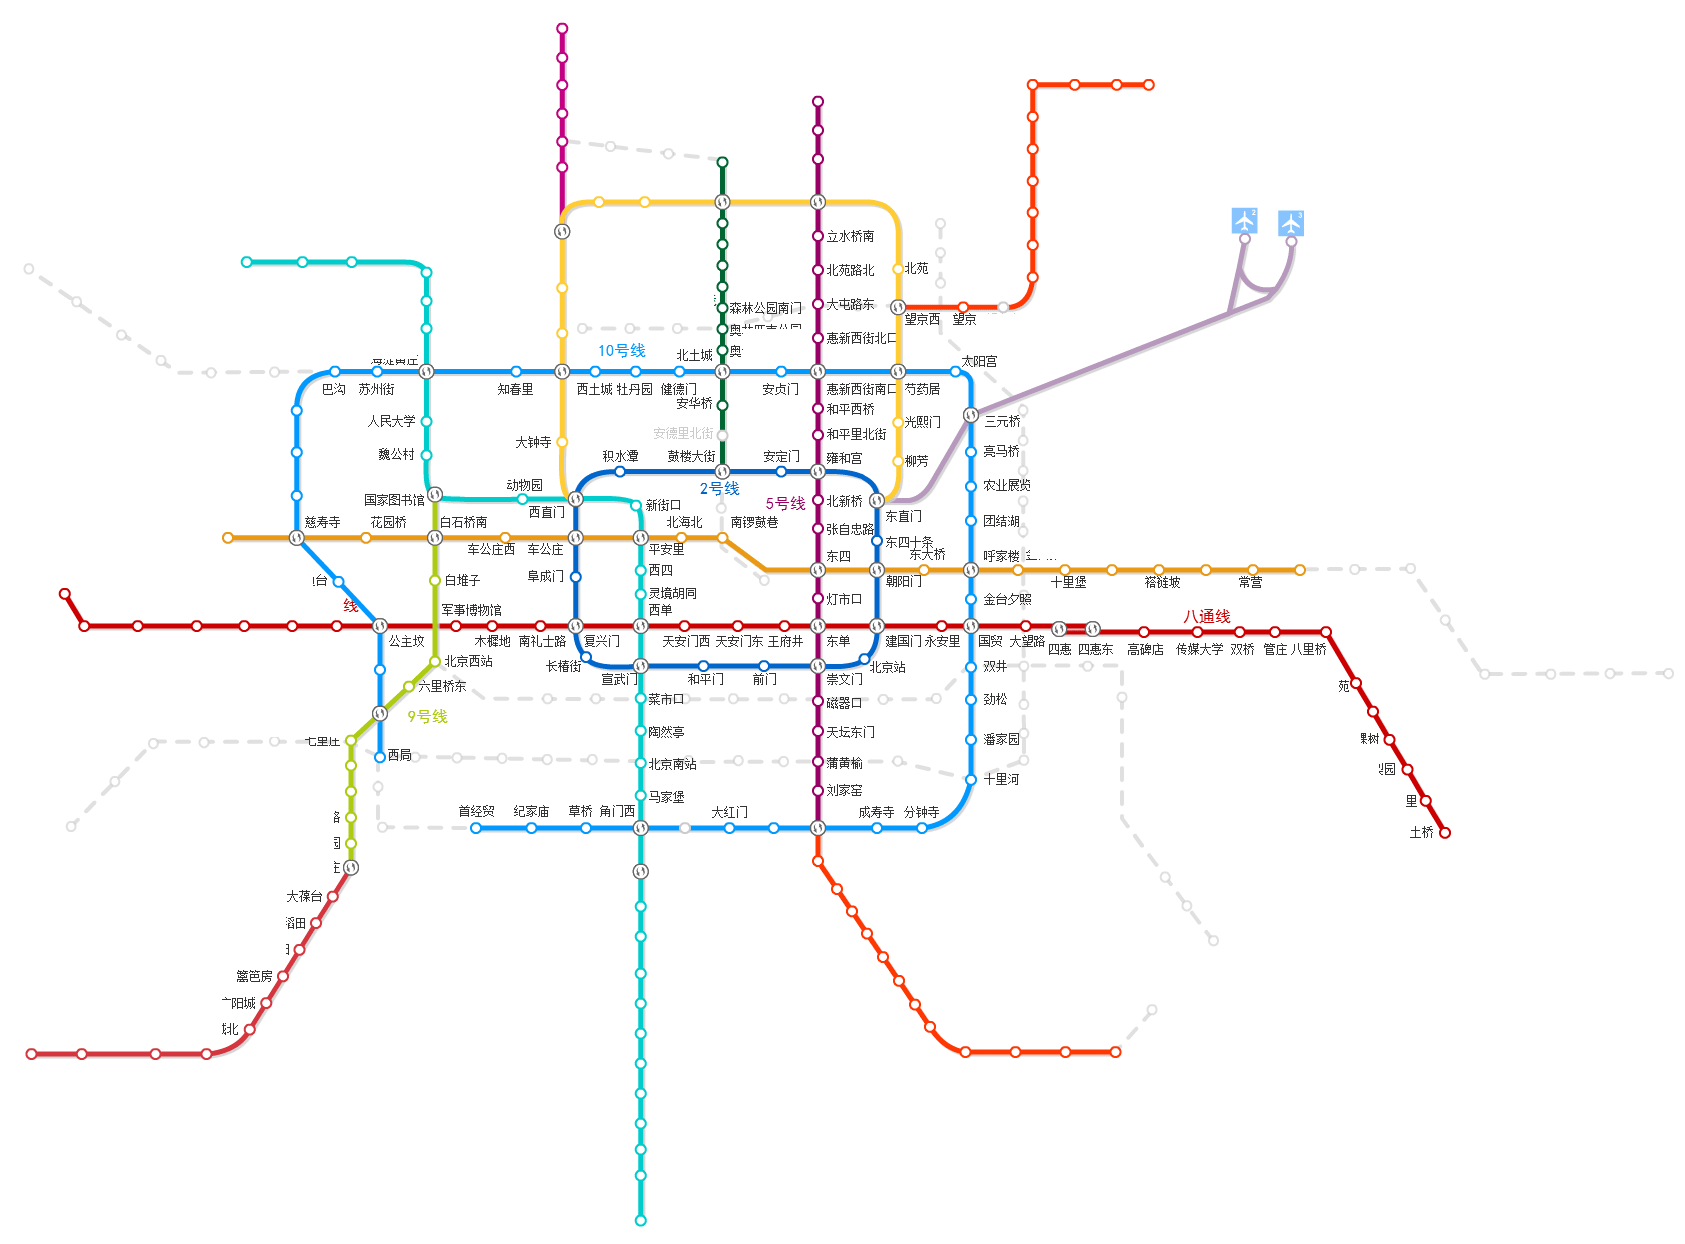 2
3
立水桥南
北苑
北苑路北
大屯路东
森林公园南门
望京西
望京
惠新西街北口
10号线
北土城
太阳宫
巴沟
苏州街
知春里
西土城
牡丹园
健德门
安贞门
惠新西街南口
芍药居
安华桥
和平西桥
人民大学
光熙门
三元桥
安德里北街
和平里北街
大钟寺
魏公村
积水潭
鼓楼大街
安定门
雍和宫
柳芳
亮马桥
动物园
2号线
农业展览
国家图书馆
西直门
新街口
5号线
北新桥
东直门
慈寿寺
花园桥
白石桥南
北海北
南锣鼓巷
团结湖
张自忠路
车公庄西
车公庄
平安里
东四十条
东四
东大桥
呼家楼
阜成门
西四
朝阳门
十里堡
褡裢坡
常营
台
白堆子
灵境胡同
灯市口
金台夕照
线
军事博物馆
西单
八通线
公主坟
木樨地
南礼士路
复兴门
天安门西
天安门东
王府井
东单
建国门
永安里
国贸
大望路
四惠
四惠东
高碑店
传媒大学
双桥
管庄
八里桥
北京西站
长椿街
北京站
双井
宣武门
和平门
前门
崇文门
六里桥东
苑
菜市口
磁器口
劲松
9号线
陶然亭
天坛东门
七里庄
潘家园
棵树
西局
北京南站
蒲黄榆
梨园
十里河
刘家窑
马家堡
里
首经贸
纪家庙
草桥
角门西
大红门
成寿寺
分钟寺
土桥
大葆台
稻田
篱笆房
广阳城
北